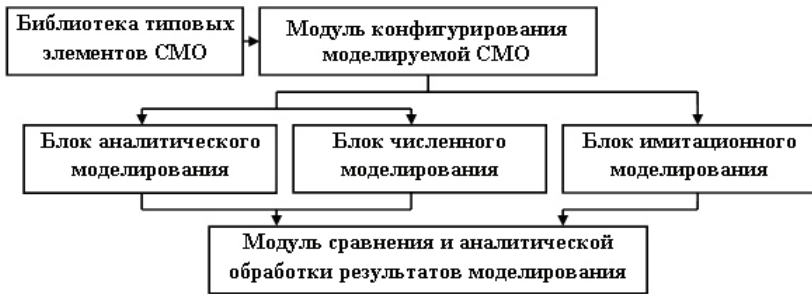 Библиотека типовых
элементов СМО
Модуль конфигурирования
моделируемой СМО
Блок аналитического
моделирования
Блок численного
моделирования
Блок имитационного
моделирования
Модуль сравнения и аналитической
обработки результатов моделирования